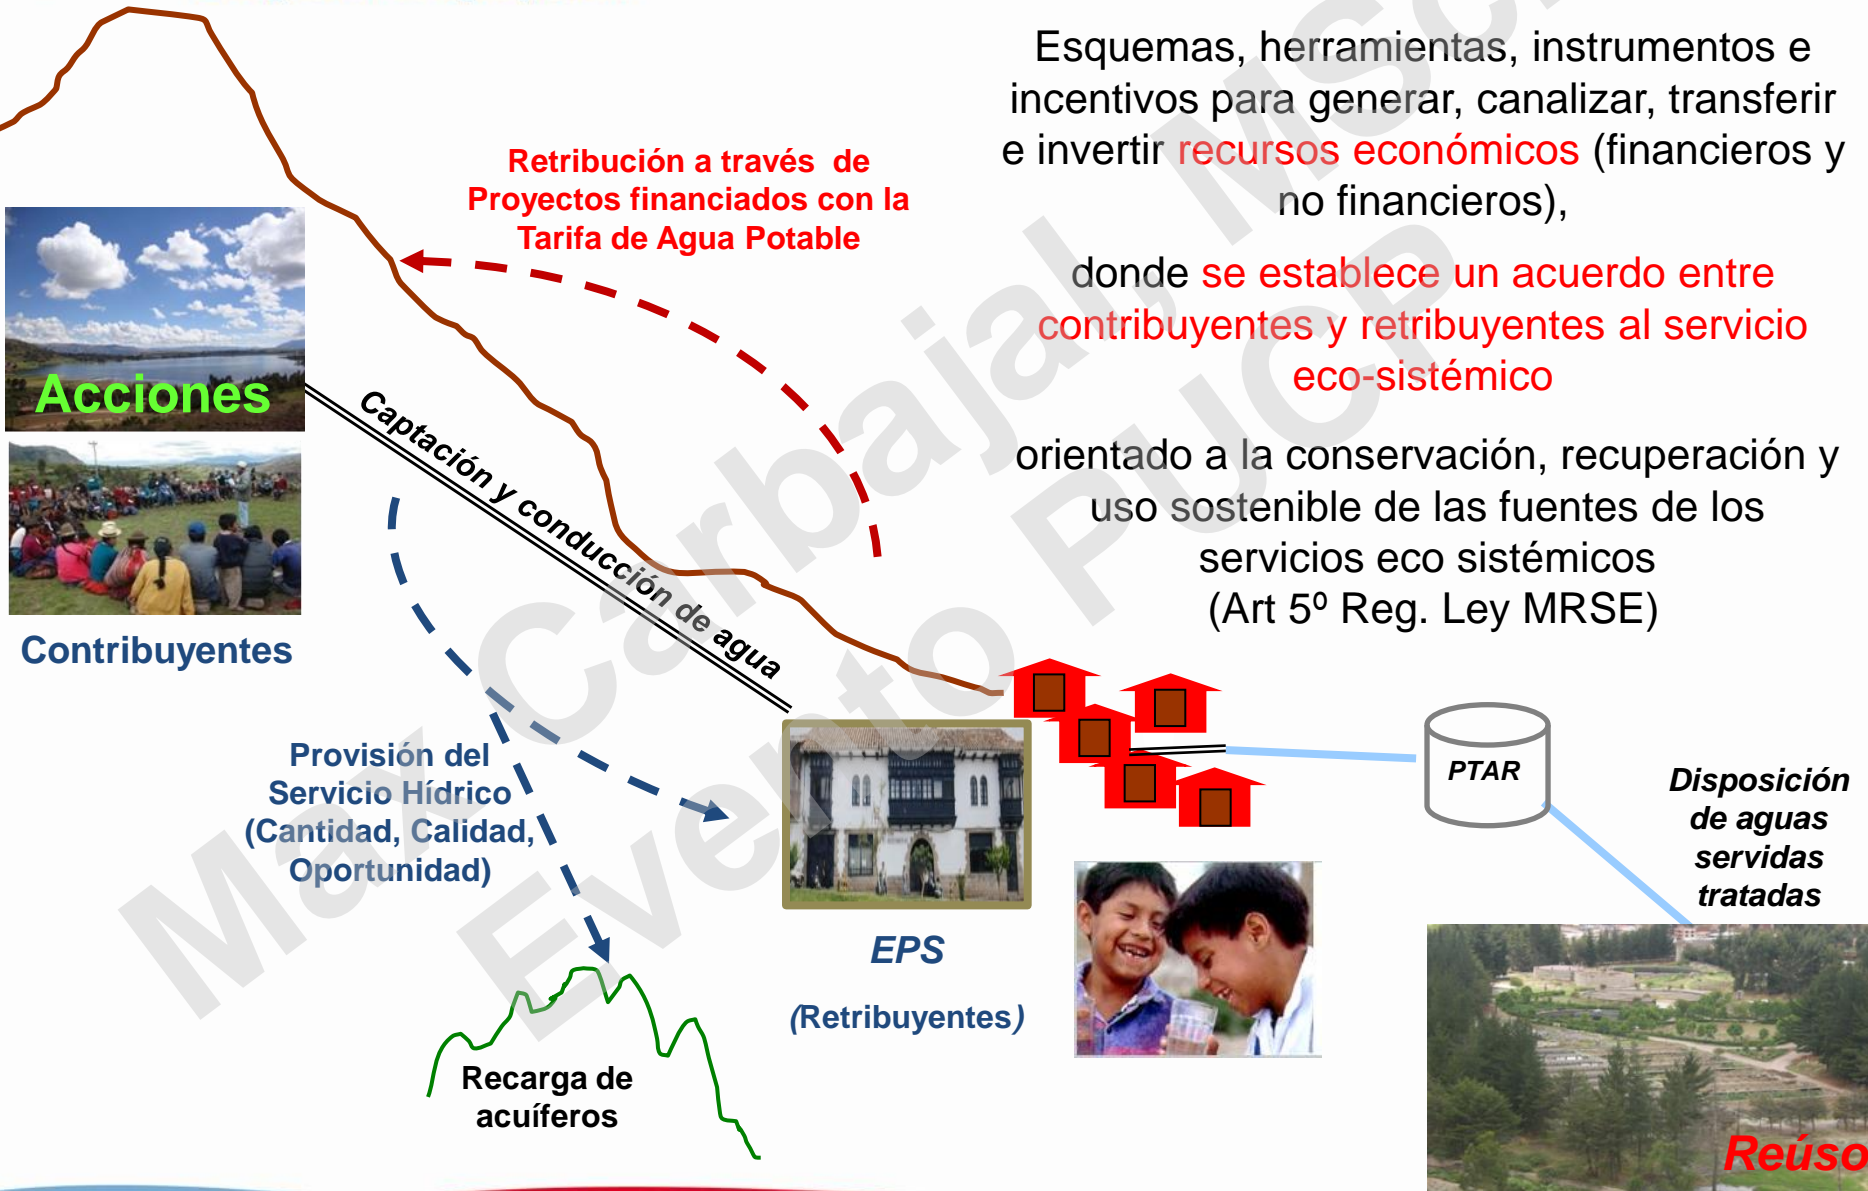 Esquemas, herramientas, instrumentos e
incentivos para generar, canalizar, transferir
e invertir recursos económicos (financieros y
no financieros),
donde se establece un acuerdo entre
contribuyentes y retribuyentes al servicio
eco-sistémico
orientado a la conservación, recuperación y
uso sostenible de las fuentes de los
servicios eco sistémicos
(Art 5º Reg. Ley MRSE)
Retribución a través de
Proyectos financiados con la
Tarifa de Agua Potable
Acciones
Contribuyentes
Captación y conducción de agua
Provisión del
Servicio Hídrico
(Cantidad, Calidad,
Oportunidad)
EPS
(Retribuyentes)
Recarga de
acuíferos
PTAR
Disposición
de aguas
servidas
tratadas
Reúso
Max Carbajal, MSc.
Evento PUCP